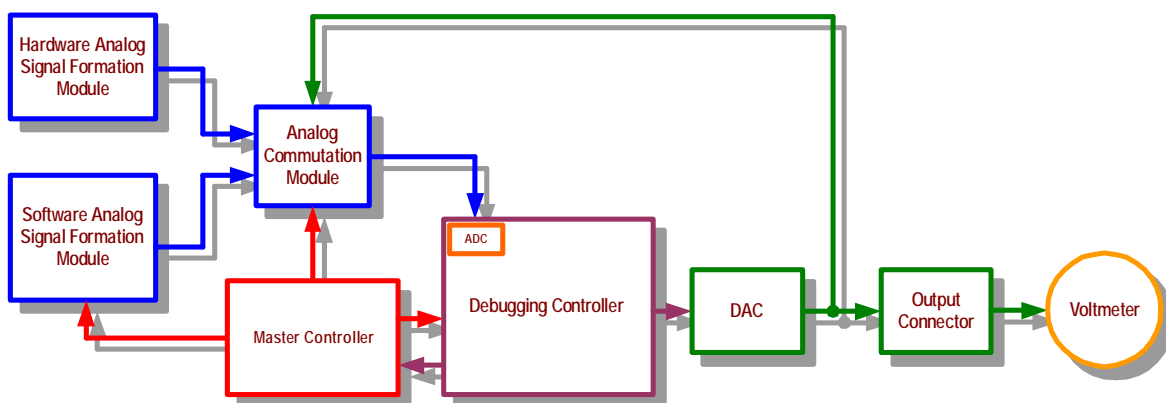 Hardware Analog
Signal Formation
Module
Analog
Commutation
Module
Software Analog
Signal Formation
Module
ADC
Master Controller
Debugging Controller
DAC
Output
Connector
Voltmeter